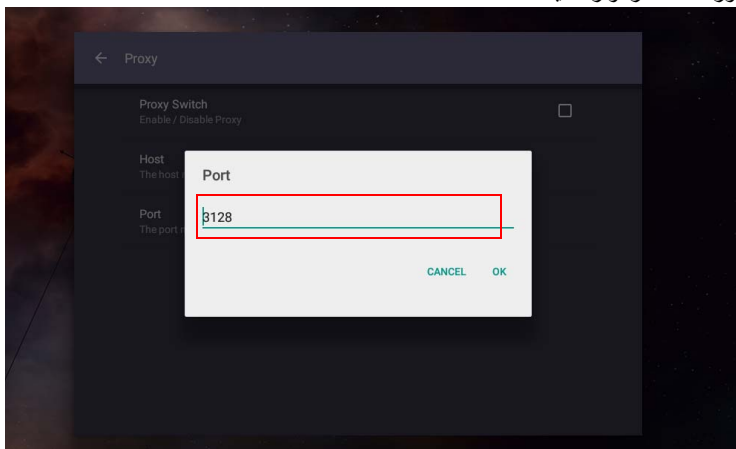 Proxy
Proxy Switch
Enable / Disable Proxy
Host
The host
Port
The port
Port
3128
CANCEL
OK